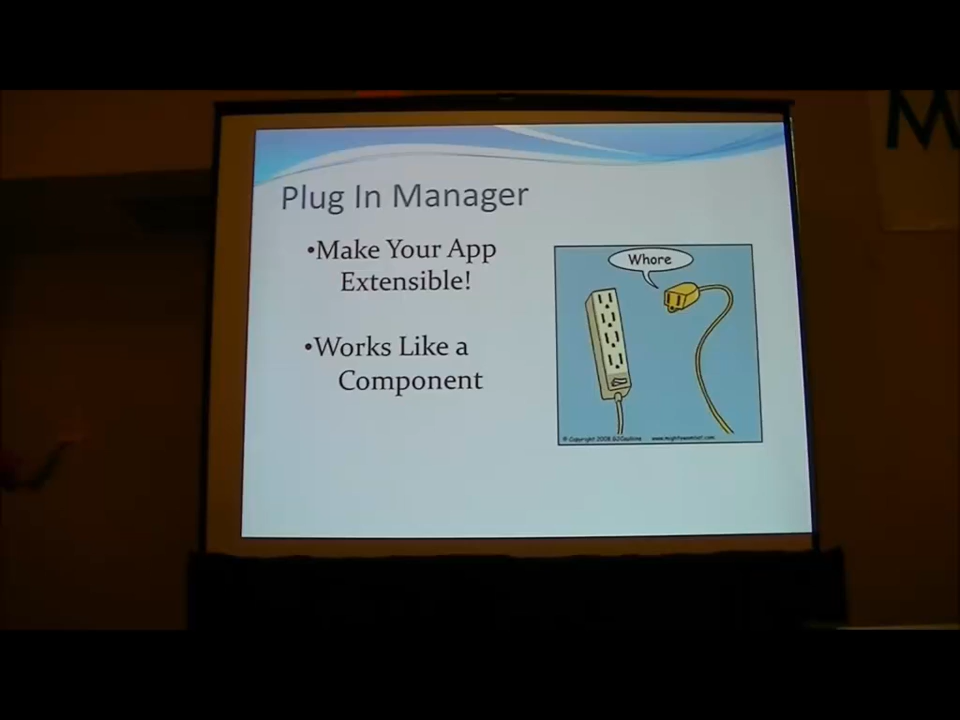 Plug In Manager
•Make Your App
Extensible!
•Works Like a
Component
Whore
M